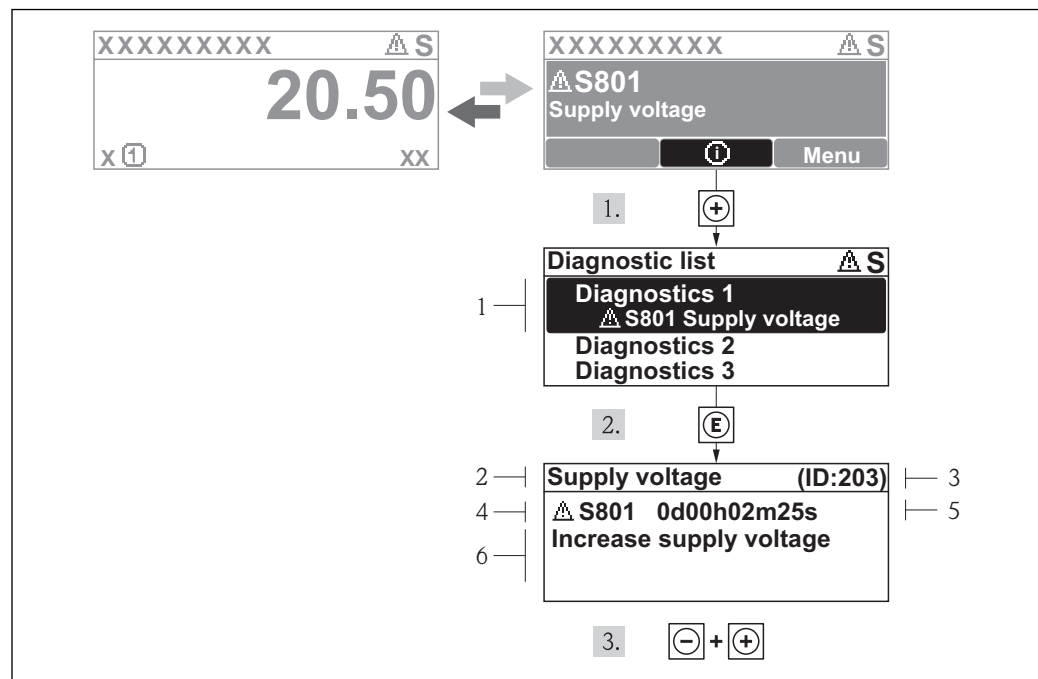 XXXXXXXXX ⚠ S
20.50
x ① xx
XXXXXXXXX ⚠ S
⚠ S801
Supply voltage
ⓘ Menu
1. ⊕
Diagnostic list ⚠ S
1
Diagnostics 1
⚠ S801 Supply voltage
Diagnostics 2
Diagnostics 3
2. Ⓔ
2 Supply voltage (ID:203) 3
4 ⚠ S801 0d00h02m25s 5
6 Increase supply voltage
3. ⊖ + ⊕